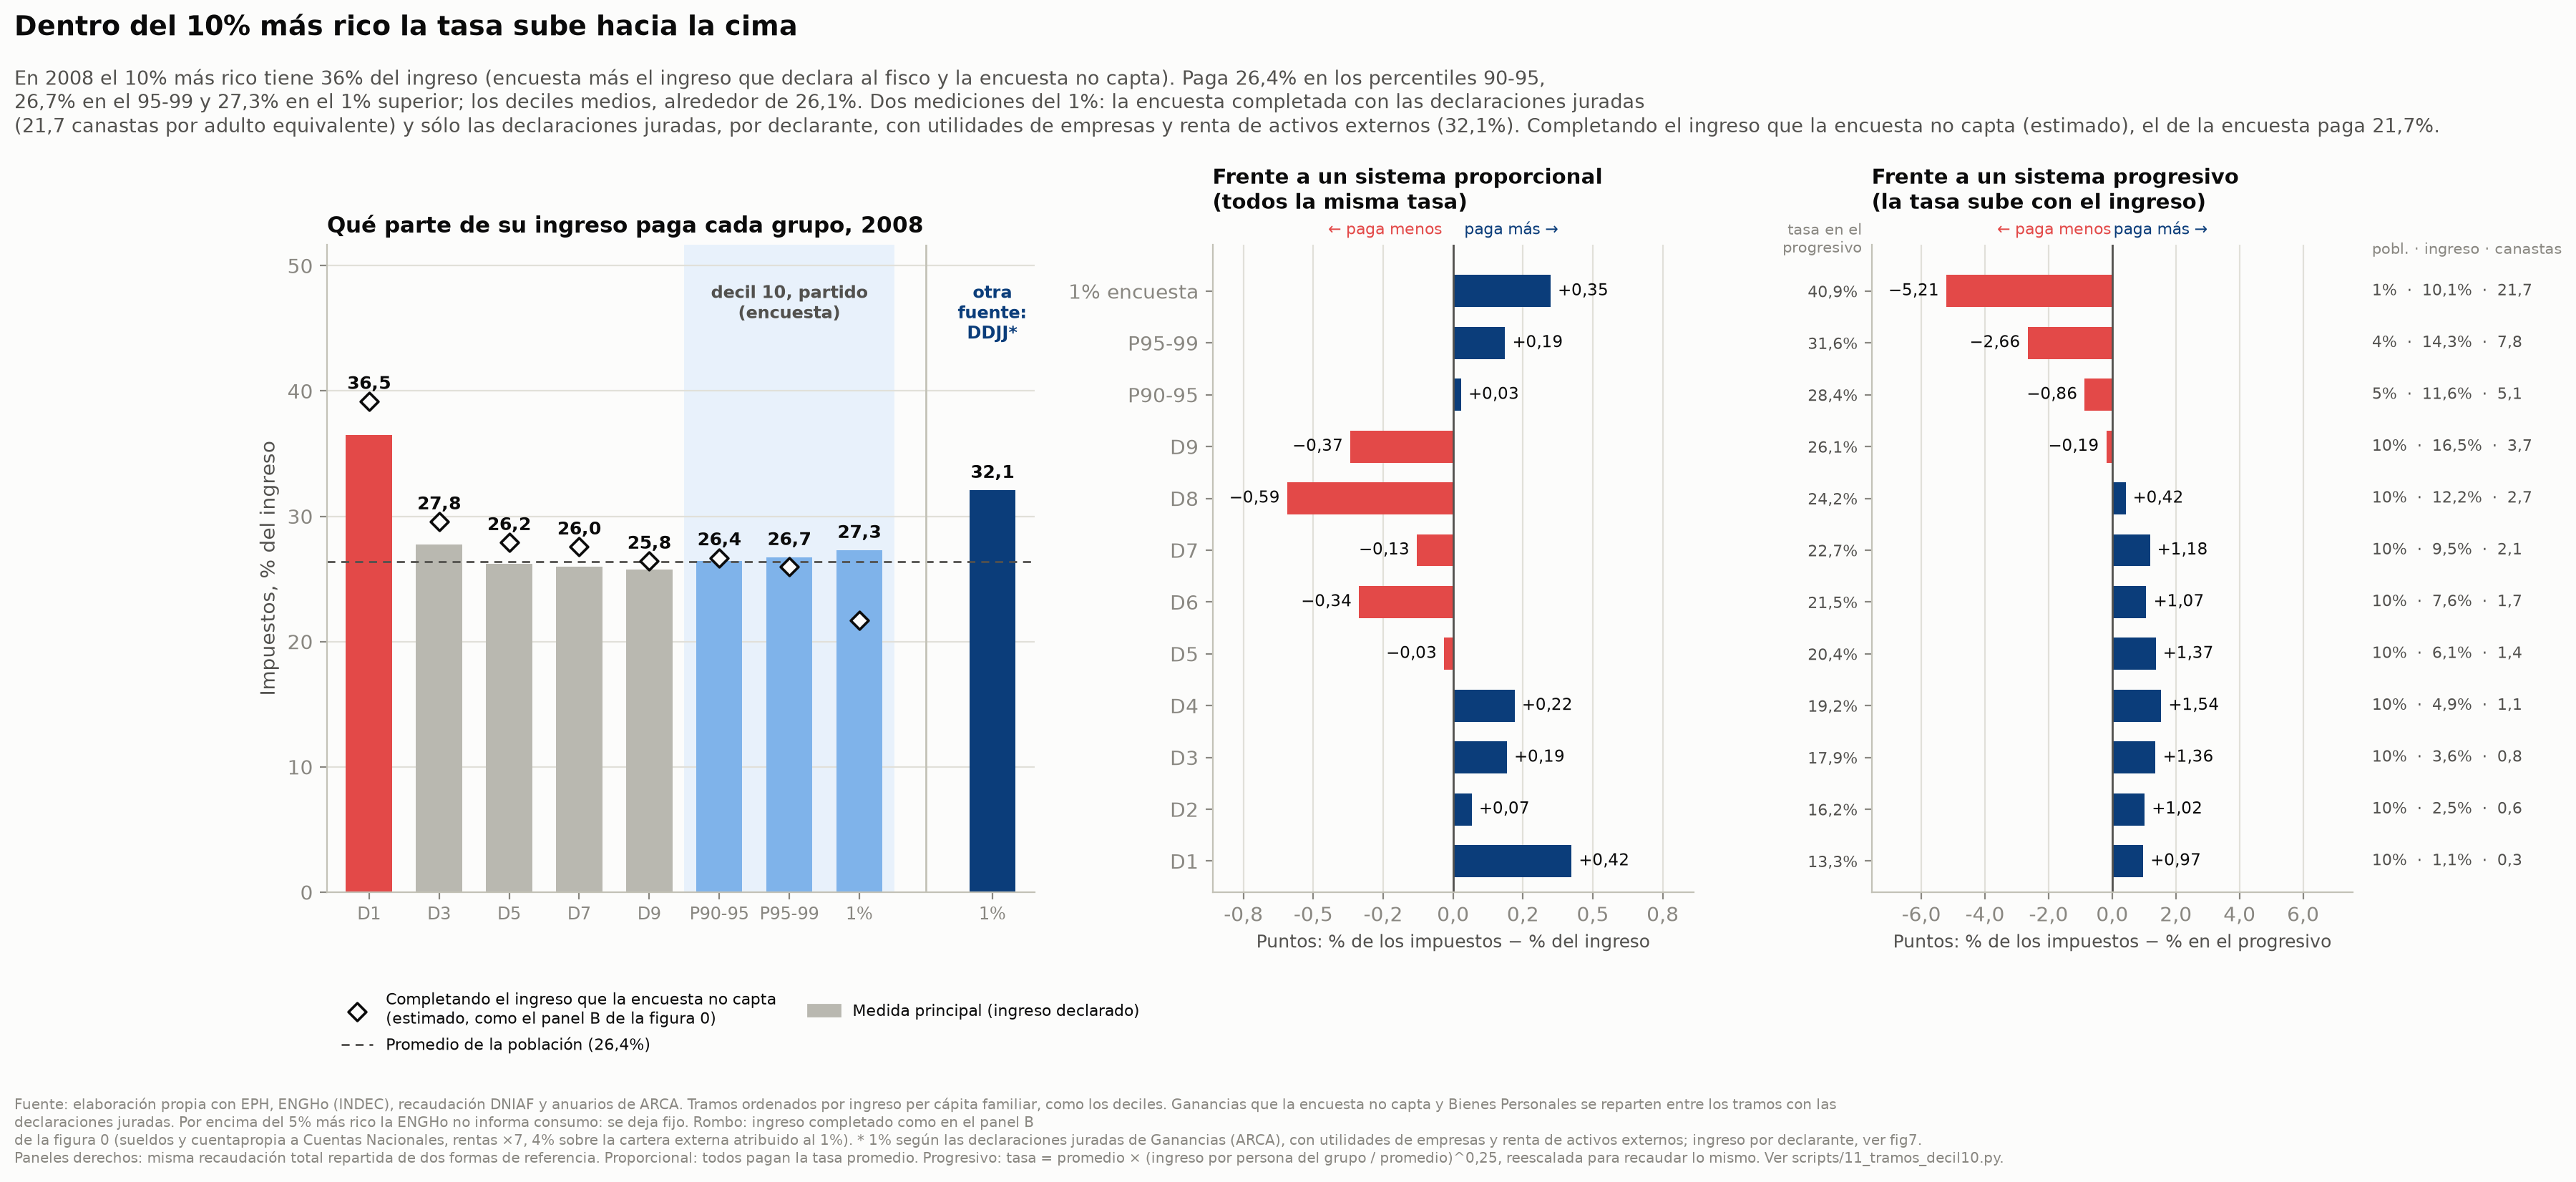 Dentro del 10% más rico la tasa sube hacia la cima
En 2008 el 10% más rico tiene 36% del ingreso (encuesta más el ingreso que declara al fisco y la encuesta no capta). Paga 26,4% en los percentiles 90-95,
26,7% en el 95-99 y 27,3% en el 1% superior; los deciles medios, alrededor de 26,1%. Dos mediciones del 1%: la encuesta completada con las declaraciones juradas
(21,7 canastas por adulto equivalente) y sólo las declaraciones juradas, por declarante, con utilidades de empresas y renta de activos externos (32,1%). Completando el ingreso que la encuesta no capta (estimado), el de la encuesta paga 21,7%.
Qué parte de su ingreso paga cada grupo, 2008
Impuestos, % del ingreso
50
40
30
20
10
0
decil 10, partido
(encuesta)
otra
fuente:
DDJJ*
36,5
27,8
26,2
26,0
25,8
26,4
26,7
27,3
32,1
D1 D3 D5 D7 D9 P90-95 P95-99 1% 1%
Completando el ingreso que la encuesta no capta
(estimado, como el panel B de la figura 0)
Promedio de la población (26,4%)
Medida principal (ingreso declarado)
Frente a un sistema proporcional
(todos la misma tasa)
← paga menos paga más →
1% encuesta +0,35
P95-99 +0,19
P90-95 +0,03
D9 −0,37
D8 −0,59
D7 −0,13
D6 −0,34
D5 −0,03
D4 +0,22
D3 +0,19
D2 +0,07
D1 +0,42
-0,8 -0,5 -0,2 0,0 0,2 0,5 0,8
Puntos: % de los impuestos − % del ingreso
Frente a un sistema progresivo
(la tasa sube con el ingreso)
tasa en el
progresivo
← paga menos paga más →
pobl. · ingreso · canastas
40,9% −5,21 1% · 10,1% · 21,7
31,6% −2,66 4% · 14,3% · 7,8
28,4% −0,86 5% · 11,6% · 5,1
26,1% −0,19 10% · 16,5% · 3,7
24,2% +0,42 10% · 12,2% · 2,7
22,7% +1,18 10% · 9,5% · 2,1
21,5% +1,07 10% · 7,6% · 1,7
20,4% +1,37 10% · 6,1% · 1,4
19,2% +1,54 10% · 4,9% · 1,1
17,9% +1,36 10% · 3,6% · 0,8
16,2% +1,02 10% · 2,5% · 0,6
13,3% +0,97 10% · 1,1% · 0,3
-6,0 -4,0 -2,0 0,0 2,0 4,0 6,0
Puntos: % de los impuestos − % en el progresivo
Fuente: elaboración propia con EPH, ENGHo (INDEC), recaudación DNIAF y anuarios de ARCA. Tramos ordenados por ingreso per cápita familiar, como los deciles. Ganancias que la encuesta no capta y Bienes Personales se reparten entre los tramos con las
declaraciones juradas. Por encima del 5% más rico la ENGHo no informa consumo: se deja fijo. Rombo: ingreso completado como en el panel B
de la figura 0 (sueldos y cuentapropia a Cuentas Nacionales, rentas ×7, 4% sobre la cartera externa atribuido al 1%). * 1% según las declaraciones juradas de Ganancias (ARCA), con utilidades de empresas y renta de activos externos; ingreso por declarante, ver fig7.
Paneles derechos: misma recaudación total repartida de dos formas de referencia. Proporcional: todos pagan la tasa promedio. Progresivo: tasa = promedio × (ingreso por persona del grupo / promedio)^0,25, reescalada para recaudar lo mismo. Ver scripts/11_tramos_decil10.py.